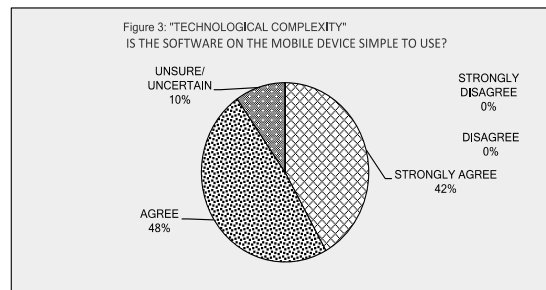 Figure 3: "TECHNOLOGICAL COMPLEXITY"
IS THE SOFTWARE ON THE MOBILE DEVICE SIMPLE TO USE?
UNSURE/
UNCERTAIN
10%
STRONGLY
DISAGREE
0%
DISAGREE
0%
STRONGLY AGREE
42%
AGREE
48%